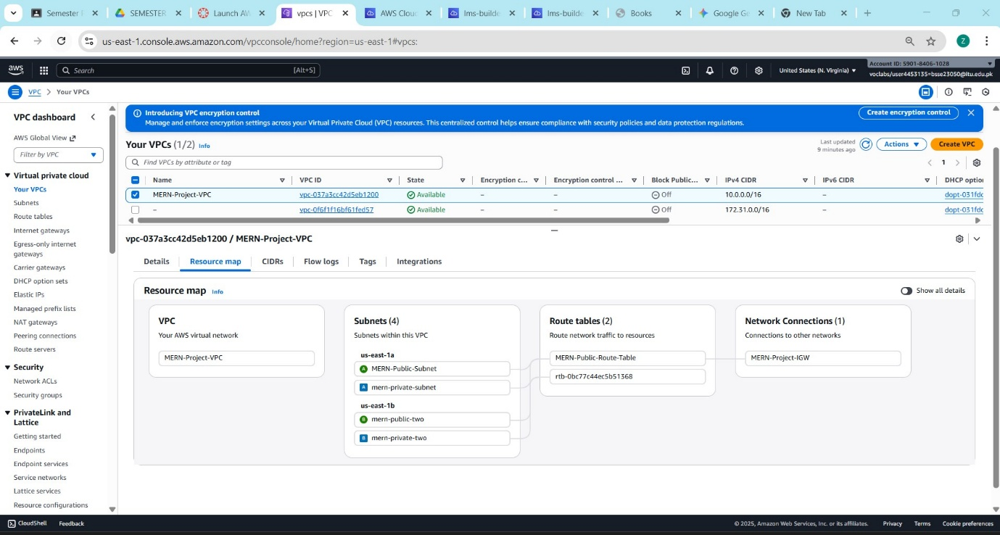 Semester
SEMESTER
Launch AW
vpcs | VPC
AWS Cloud
lms-builde
lms-builde
Books
Google Ge
New Tab
us-east-1.console.aws.amazon.com/vpcconsole/home?region=us-east-1#vpcs:
Z
aws
Search
[Alt+S]
United States (N. Virginia)
Account ID: 5901-8406-1028
voclabs/user4453135=bsse23050@itu.edu.pk
VPC
Your VPCs
VPC dashboard
AWS Global View
Filter by VPC
Virtual private cloud
Your VPCs
Subnets
Route tables
Internet gateways
Egress-only internet
gateways
Carrier gateways
DHCP option sets
Elastic IPs
Managed prefix lists
NAT gateways
Peering connections
Route servers
Security
Network ACLs
Security groups
PrivateLink and
Lattice
Getting started
Endpoints
Endpoint services
Service networks
Lattice services
Resource configurations
Introducing VPC encryption control
Manage and enforce encryption settings across your Virtual Private Cloud (VPC) resources. This centralized control helps ensure compliance with security policies and data protection regulations.
Create encryption control
Your VPCs (1/2) Info
Last updated
9 minutes ago
Actions
Create VPC
Find VPCs by attribute or tag
1
Name VPC ID State Encryption c... Encryption control ... Block Public... IPv4 CIDR IPv6 CIDR DHCP option
MERN-Project-VPC vpc-037a3cc42d5eb1200 Available – – Off 10.0.0.0/16 – dopt-031fdc
– vpc-0f6f1f16bf61fed57 Available – – Off 172.31.0.0/16 – dopt-031fdc
vpc-037a3cc42d5eb1200 / MERN-Project-VPC
Details Resource map CIDRs Flow logs Tags Integrations
Resource map Info
Show all details
VPC
Your AWS virtual network
MERN-Project-VPC
Subnets (4)
Subnets within this VPC
us-east-1a
A MERN-Public-Subnet
A mern-private-subnet
us-east-1b
B mern-public-two
B mern-private-two
Route tables (2)
Route network traffic to resources
MERN-Public-Route-Table
rtb-0bc77c44ec5b51368
Network Connections (1)
Connections to other networks
MERN-Project-IGW
CloudShell
Feedback
© 2025, Amazon Web Services, Inc. or its affiliates.
Privacy
Terms
Cookie preferences